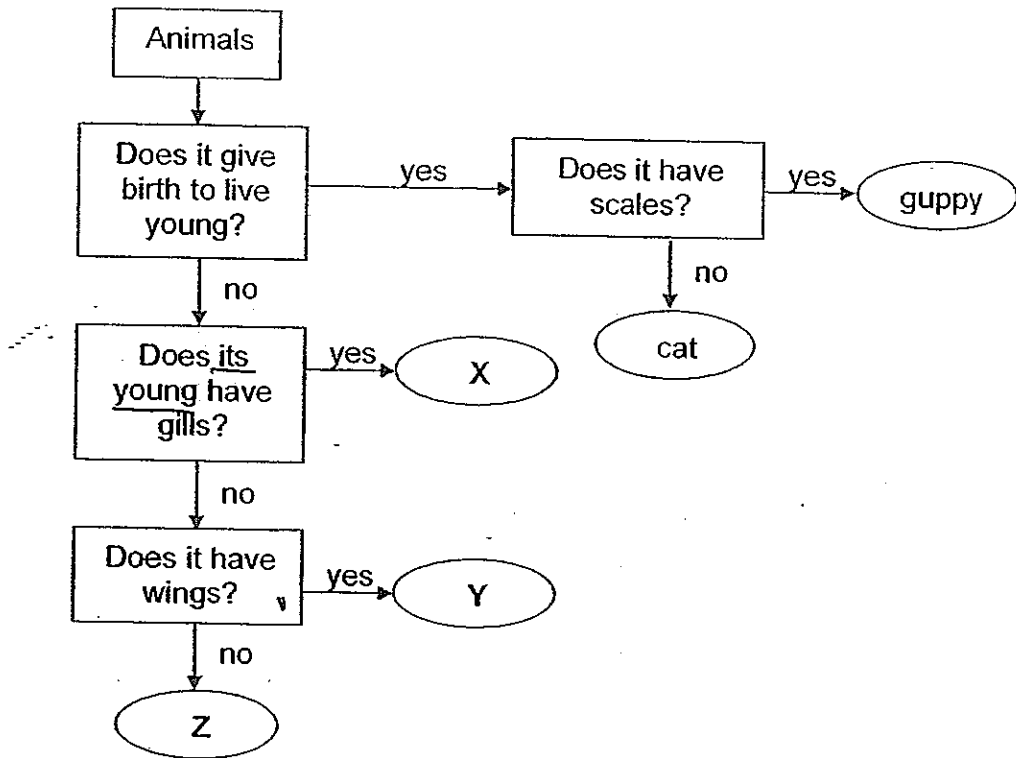 Animals
Does it give
birth to live
young?
yes
Does it have
scales?
yes
guppy
no
no
cat
Does its
young have
gills?
yes
X
no
Does it have
wings?
yes
Y
no
Z